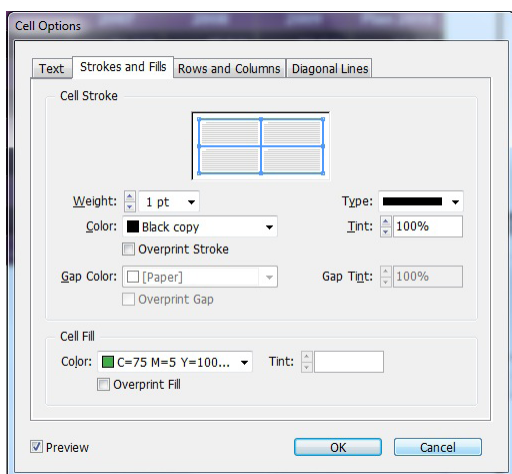 Cell Options
Text Strokes and Fills Rows and Columns Diagonal Lines
Cell Stroke
Weight: 1 pt Type:
Color: Black copy Tint: 100%
Overprint Stroke
Gap Color: [Paper] Gap Tint: 100%
Overprint Gap
Cell Fill
Color: C=75 M=5 Y=100... Tint:
Overprint Fill
Preview OK Cancel